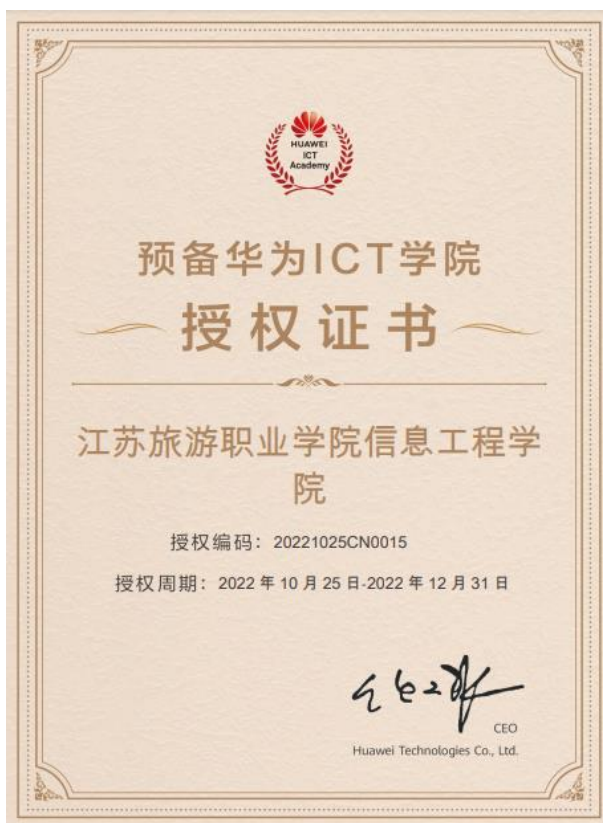 HUAWEI
ICT
Academy
预备华为ICT学院
授权证书
江苏旅游职业学院信息工程学
院
授权编码：20221025CN0015
授权周期：2022 年 10 月 25 日-2022 年 12 月 31 日
CEO
Huawei Technologies Co., Ltd.